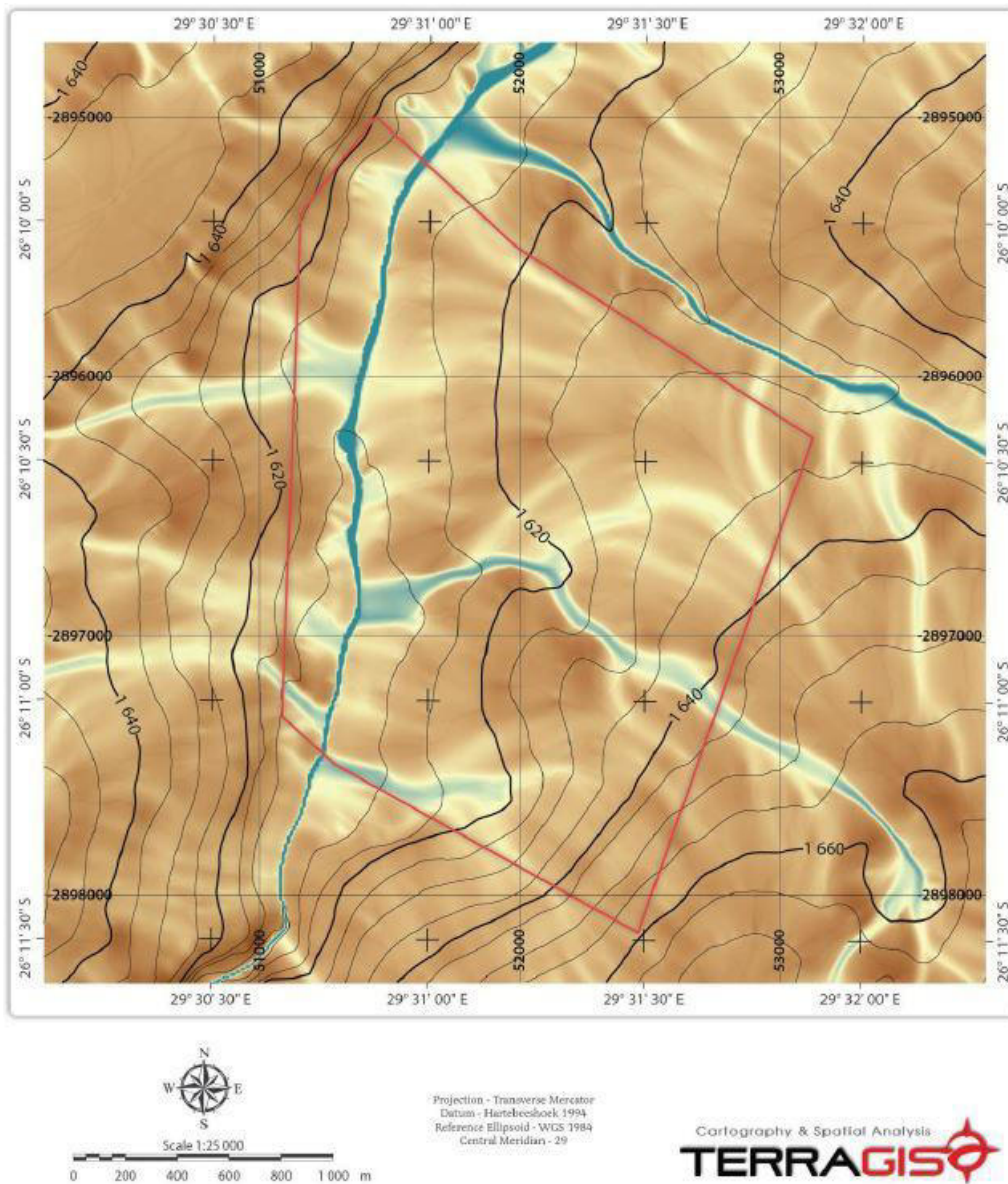 29° 30' 30" E 29° 31' 00" E 29° 31' 30" E 29° 32' 00" E
51000 52000 53000
1 640
-2895000 -2895000
26° 10' 00" S 26° 10' 00" S
1 640 1 640
-2896000 -2896000
26° 10' 30" S 26° 10' 30" S
1 620
1 620
-2897000 -2897000
26° 11' 00" S 26° 11' 00" S
1 640 1 640
1 660
-2898000 -2898000
26° 11' 30" S 26° 11' 30" S
51000 52000 53000
29° 30' 30" E 29° 31' 00" E 29° 31' 30" E 29° 32' 00" E
N
W E
S
Scale 1:25 000
0 200 400 600 800 1 000 m
Projection - Transverse Mercator
Datum - Hartebeeshoek 1994
Reference Ellipsoid - WGS 1984
Central Meridian - 29
Cartography & Spatial Analysis
TERRAGIS